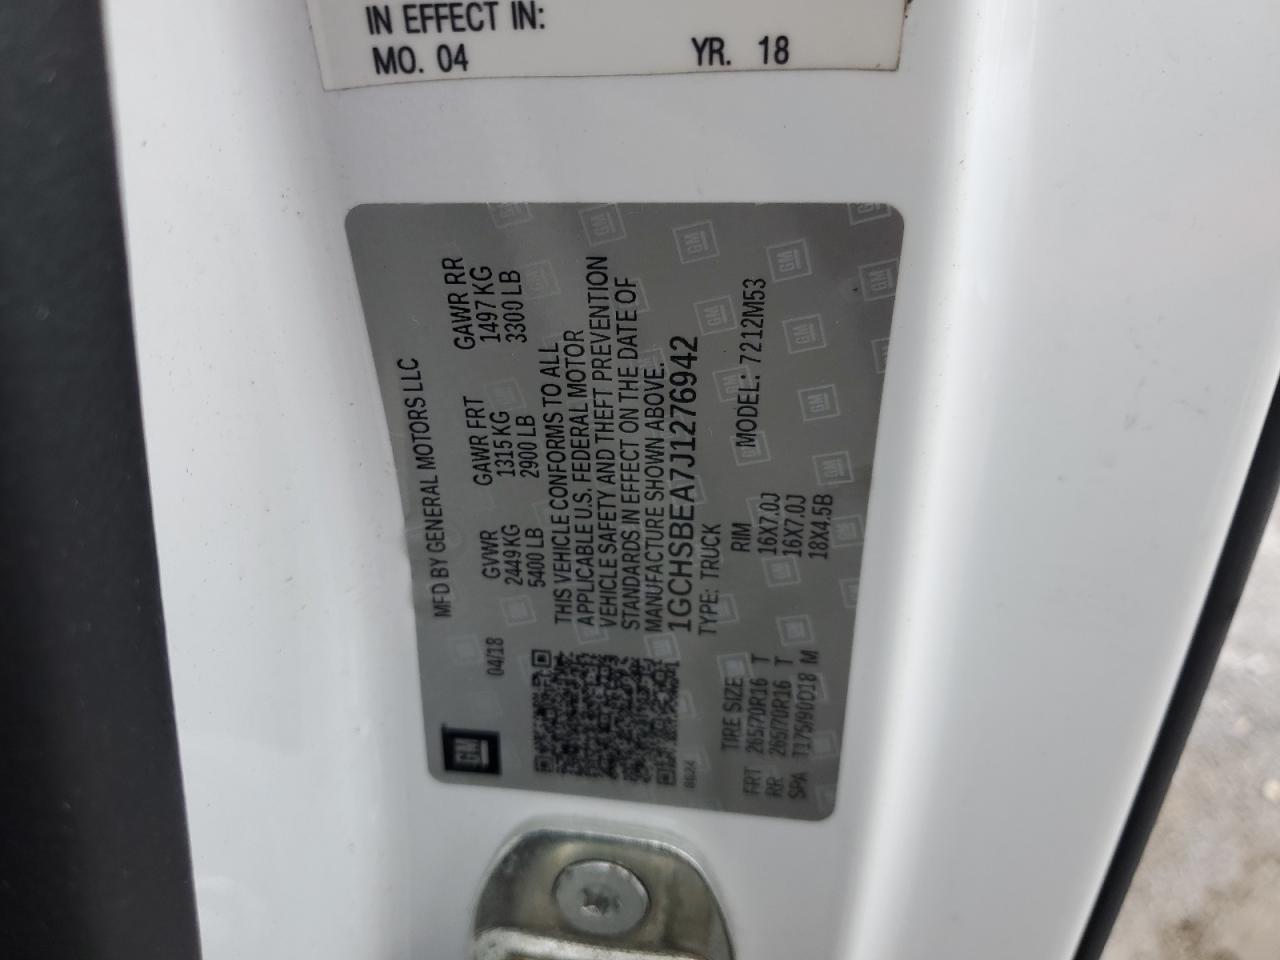 IN EFFECT IN:
MO. 04 YR. 18
MFD BY GENERAL MOTORS LLC
04/18 GVWR GAWR FRT GAWR RR
2449 KG 1315 KG 1497 KG
5400 LB 2900 LB 3300 LB
THIS VEHICLE CONFORMS TO ALL
APPLICABLE U.S. FEDERAL MOTOR
VEHICLE SAFETY AND THEFT PREVENTION
STANDARDS IN EFFECT ON THE DATE OF
MANUFACTURE SHOWN ABOVE.
1GCHSBEA7J1276942
TYPE: TRUCK MODEL: 7212M53
TIRE SIZE RIM
FRT 265/70R16 T 16X7.0J
RR 265/70R16 T 16X7.0J
SPA T175/90D18 M 18X4.5B
GM